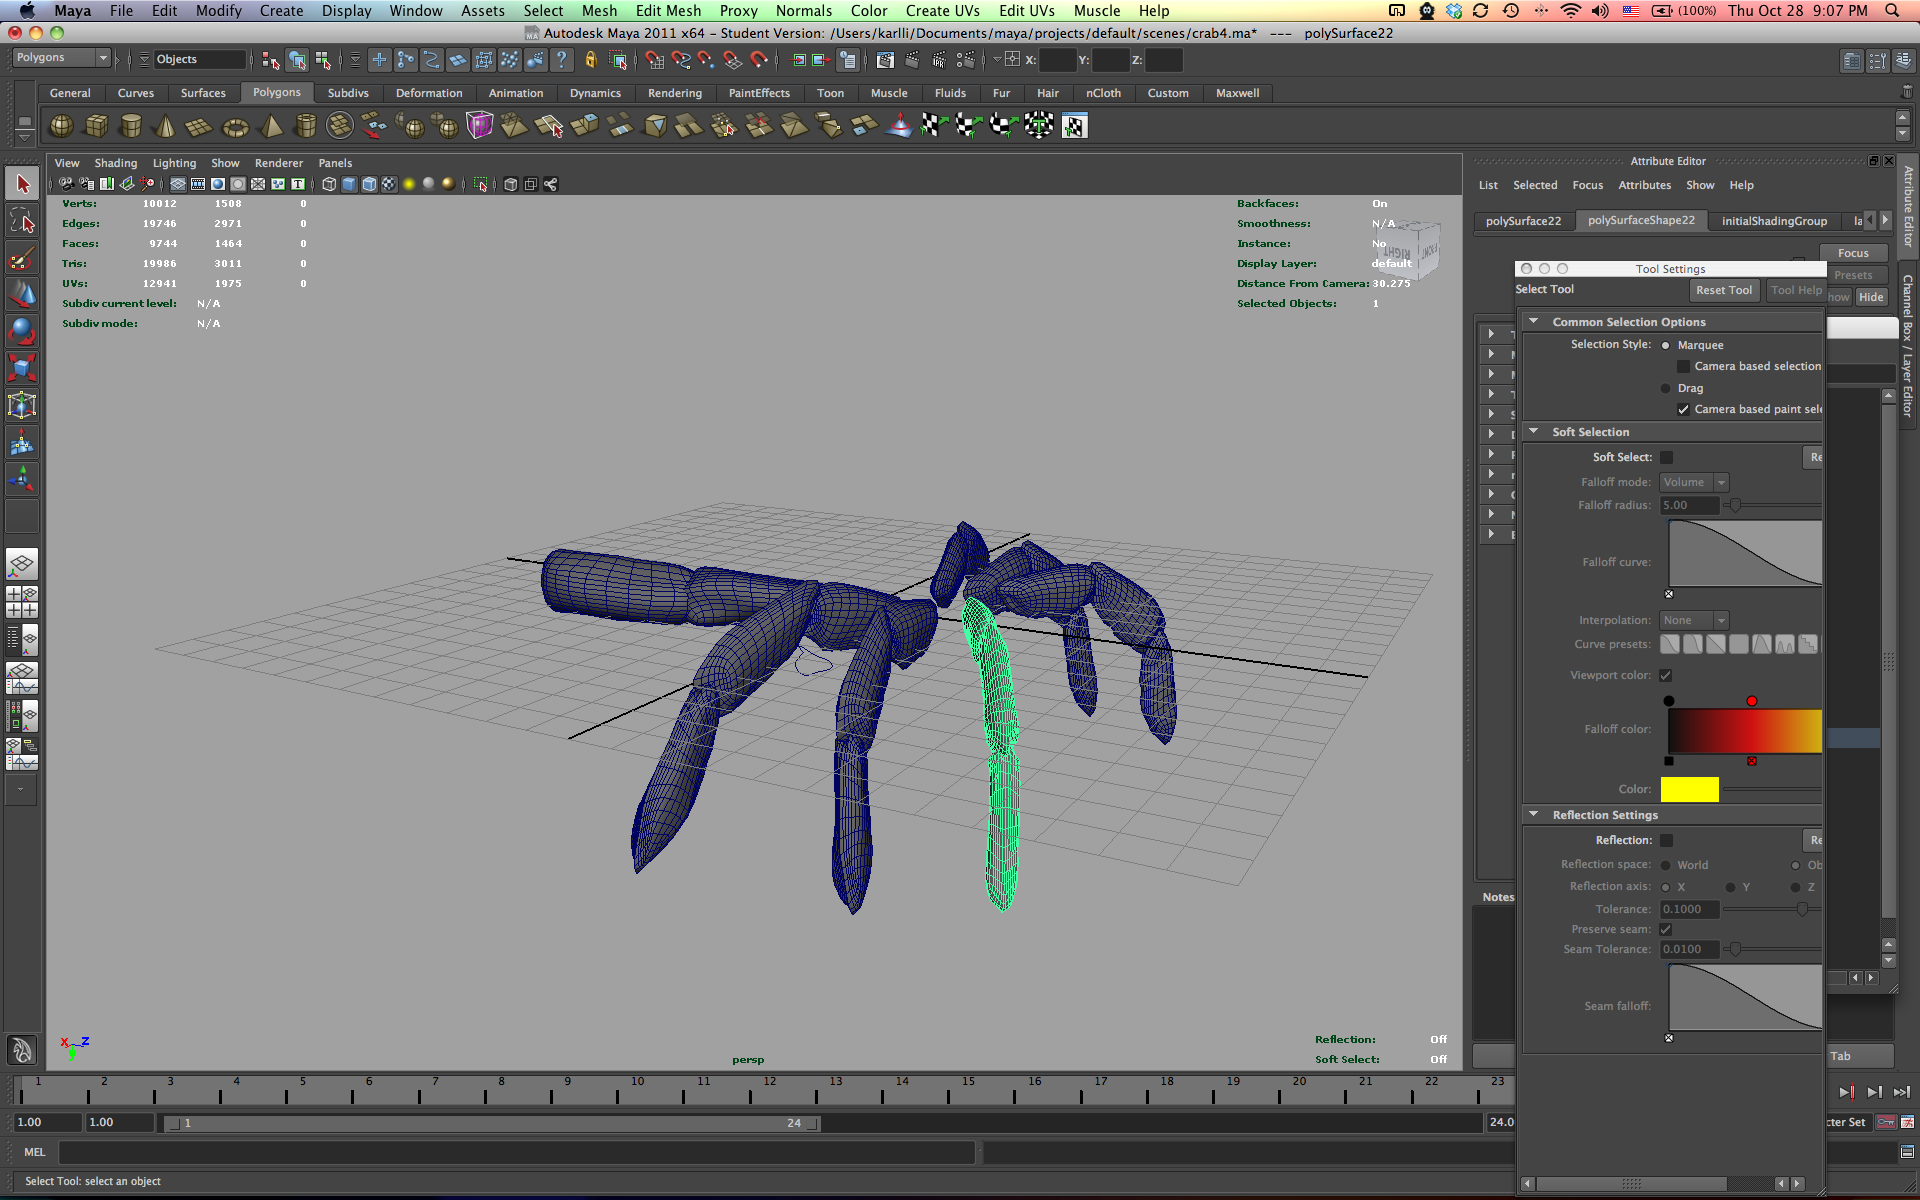 Maya File Edit Modify Create Display Window Assets Select Mesh Edit Mesh Proxy Normals Color Create UVs Edit UVs Muscle Help (100%) Thu Oct 28 9:07 PM
Autodesk Maya 2011 x64 - Student Version: /Users/karlli/Documents/maya/projects/default/scenes/crab4.ma* --- polySurface22
Polygons Objects X: Y: Z:
General Curves Surfaces Polygons Subdivs Deformation Animation Dynamics Rendering PaintEffects Toon Muscle Fluids Fur Hair nCloth Custom Maxwell
View Shading Lighting Show Renderer Panels
Verts: 10012 1508 0
Edges: 19746 2971 0
Faces: 9744 1464 0
Tris: 19986 3011 0
UVs: 12941 1975 0
Subdiv current level: N/A
Subdiv mode: N/A
Backfaces: On
Smoothness: N/A
Instance: No
Display Layer: default
Distance From Camera: 30.275
Selected Objects: 1
RIGHT FRONT
Attribute Editor
List Selected Focus Attributes Show Help
polySurface22 polySurfaceShape22 initialShadingGroup la
Focus
Presets
how Hide
Attribute Editor
Channel Box / Layer Editor
Tool Settings
Select Tool Reset Tool Tool Help
Common Selection Options
Selection Style: Marquee
Camera based selection
Drag
Camera based paint sele
Soft Selection
Soft Select: Re
Falloff mode: Volume
Falloff radius: 5.00
Falloff curve:
Interpolation: None
Curve presets:
Viewport color:
Falloff color:
Color:
Reflection Settings
Reflection: Re
Reflection space: World Ob
Reflection axis: X Y Z
Tolerance: 0.1000
Preserve seam:
Seam Tolerance: 0.0100
Seam falloff:
Notes
Tab
X Z
persp
Reflection: Off
Soft Select: Off
1 2 3 4 5 6 7 8 9 10 11 12 13 14 15 16 17 18 19 20 21 22 23
1.00 1.00 1 24 24.0 cter Set
MEL
Select Tool: select an object